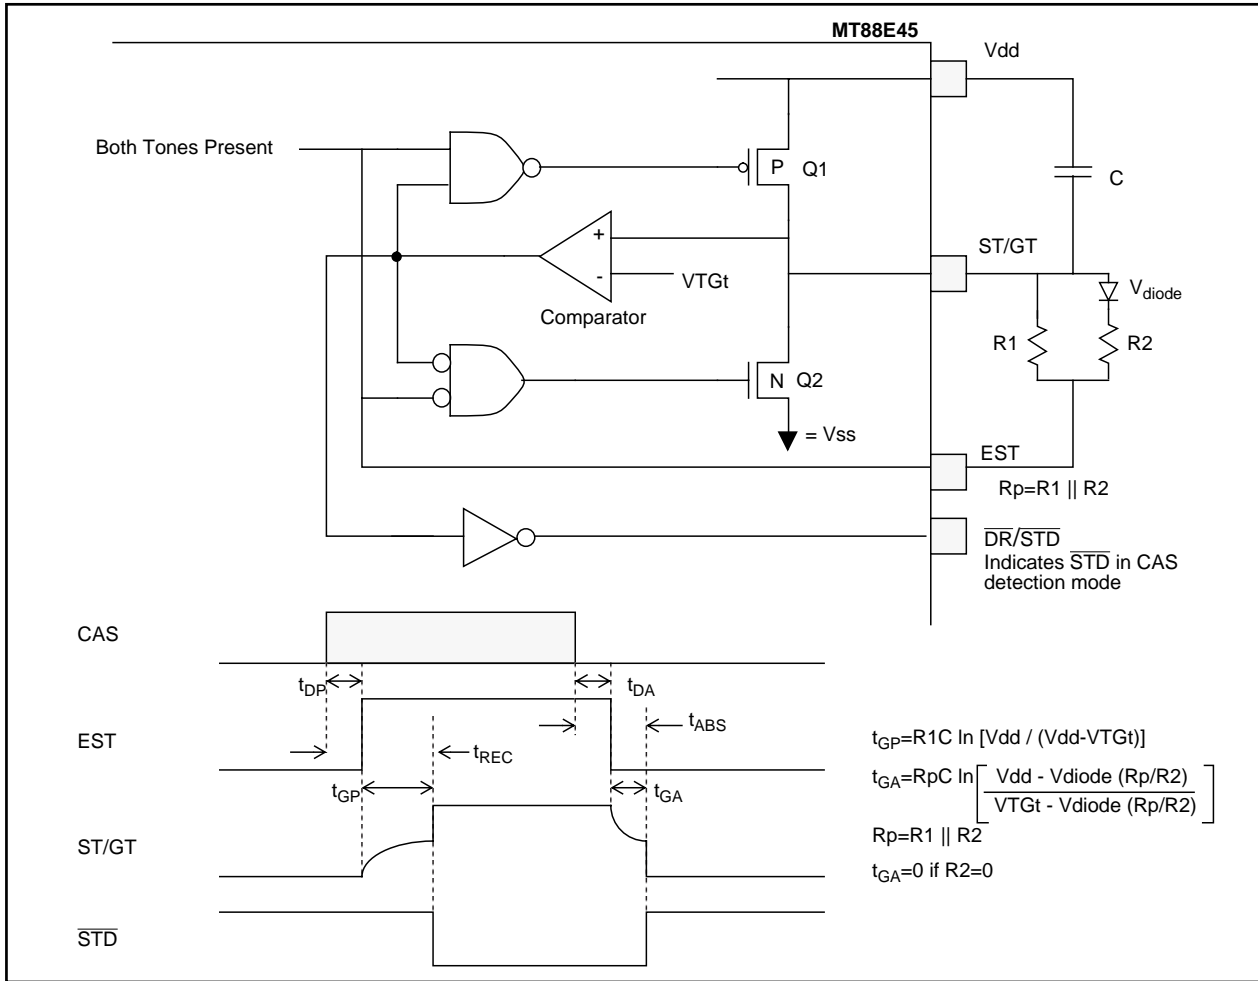 MT88E45
Vdd
Both Tones Present
P Q1
C
+
ST/GT
- VTGt
Vdiode
Comparator
R1 R2
N Q2
= Vss
EST
Rp=R1 || R2
DR/STD
Indicates STD in CAS
detection mode
CAS
tDP tDA
tABS
EST
tREC
tGP=R1C ln [Vdd / (Vdd-VTGt)]
tGP tGA
tGA=RpC ln [Vdd - Vdiode (Rp/R2)
VTGt - Vdiode (Rp/R2)]
Rp=R1 || R2
ST/GT
tGA=0 if R2=0
STD